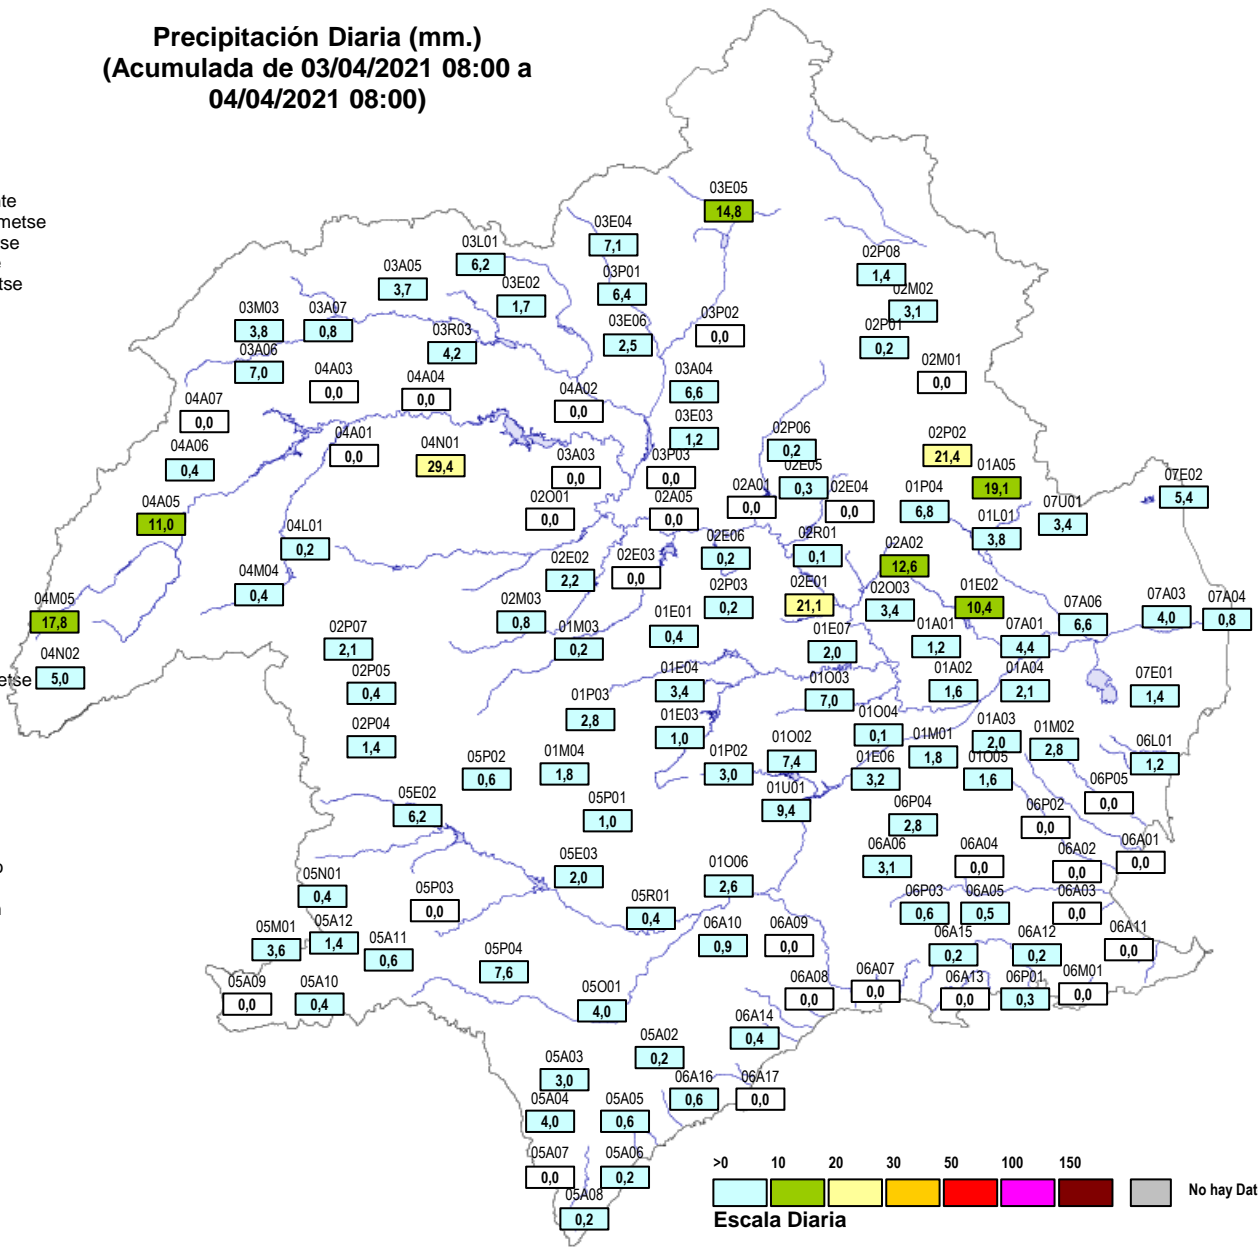 Precipitación Diaria (mm.)
(Acumulada de 03/04/2021 08:00 a
04/04/2021 08:00)
03E05
14,8
03E04
7,1
03L01
6,2
03A05
3,7
03E02
1,7
03P01
6,4
02P08
1,4
02M02
3,1
03M03
3,8
03A07
0,8
03R03
4,2
03E06
2,5
03P02
0,0
02P01
0,2
03A06
7,0
04A03
0,0
04A04
0,0
04A02
0,0
03A04
6,6
02M01
0,0
04A07
0,0
03E03
1,2
04A01
0,0
04N01
29,4
02P06
0,2
02P02
21,4
04A06
0,4
03A03
0,0
03P03
0,0
02E05
0,3
01A05
19,1
07E02
5,4
04A05
11,0
02O01
0,0
02A05
0,0
02A01
0,0
02E04
0,0
01P04
6,8
07U01
3,4
01L01
3,8
04L01
0,2
02R01
0,1
02E06
0,2
02E02
2,2
02E03
0,0
02A02
12,6
04M04
0,4
04M05
17,8
02M03
0,8
02P03
0,2
02E01
21,1
02O03
3,4
01E02
10,4
07A03
4,0
07A04
0,8
07A06
6,6
01E01
0,4
01M03
0,2
01E07
2,0
01A01
1,2
07A01
4,4
02P07
2,1
04N02
5,0
02P05
0,4
01E04
3,4
01O03
7,0
01A02
1,6
01A04
2,1
07E01
1,4
01P03
2,8
01E03
1,0
01O04
0,1
02P04
1,4
01A03
2,0
01M02
2,8
01M01
1,8
06L01
1,2
05P02
0,6
01M04
1,8
01P02
3,0
01O02
7,4
01E06
3,2
01O05
1,6
06P05
0,0
05E02
6,2
05P01
1,0
01U01
9,4
06P04
2,8
06P02
0,0
06A01
0,0
06A06
3,1
06A04
0,0
06A02
0,0
05E03
2,0
01O06
2,6
05N01
0,4
05P03
0,0
05R01
0,4
06P03
0,6
06A05
0,5
06A03
0,0
05M01
3,6
05A12
1,4
05A11
0,6
06A10
0,9
06A09
0,0
06A15
0,2
06A12
0,2
06A11
0,0
05P04
7,6
05A09
0,0
05A10
0,4
05O01
4,0
06A08
0,0
06A07
0,0
06A13
0,0
06P01
0,3
06M01
0,0
06A14
0,4
05A02
0,2
05A03
3,0
06A16
0,6
06A17
0,0
05A04
4,0
05A05
0,6
05A07
0,0
05A06
0,2
05A08
0,2
>0 10 20 30 50 100 150
No hay Dat
Escala Diaria